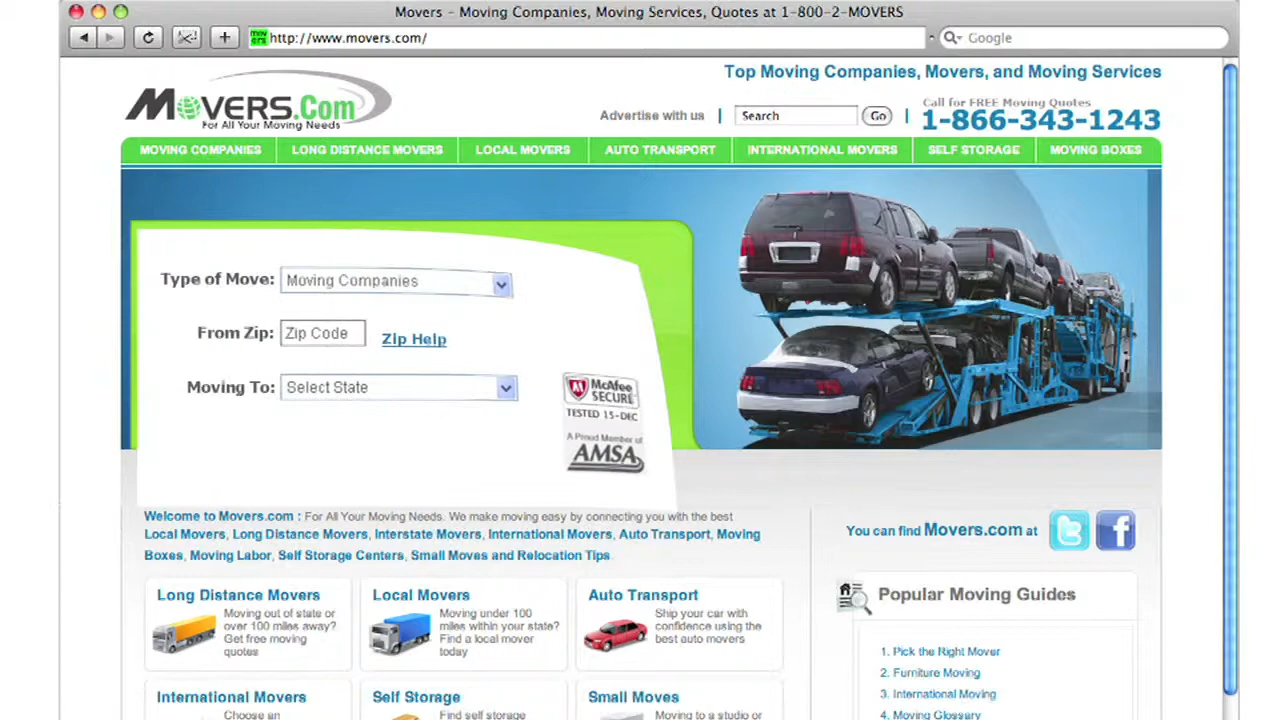 Movers - Moving Companies, Moving Services, Quotes at 1-800-2-MOVERS
http://www.movers.com/
Google
Top Moving Companies, Movers, and Moving Services
MOVERS.Com
For All Your Moving Needs
Advertise with us
Search
Go
Call for FREE Moving Quotes
1-866-343-1243
MOVING COMPANIES
LONG DISTANCE MOVERS
LOCAL MOVERS
AUTO TRANSPORT
INTERNATIONAL MOVERS
SELF STORAGE
MOVING BOXES
Type of Move: Moving Companies
From Zip: Zip Code Zip Help
Moving To: Select State
McAfee
SECURE
TESTED 15-DEC
A Proud Member of
AMSA
Welcome to Movers.com : For All Your Moving Needs. We make moving easy by connecting you with the best
Local Movers, Long Distance Movers, Interstate Movers, International Movers, Auto Transport, Moving
Boxes, Moving Labor, Self Storage Centers, Small Moves and Relocation Tips.
You can find Movers.com at
Long Distance Movers
Moving out of state or
over 100 miles away?
Get free moving
quotes
Local Movers
Moving under 100
miles within your state?
Find a local mover
today
Auto Transport
Ship your car with
confidence using the
best auto movers
Popular Moving Guides
1. Pick the Right Mover
2. Furniture Moving
3. International Moving
4. Moving Glossary
International Movers
Choose an
Self Storage
Find self storage
Small Moves
Moving to a studio or